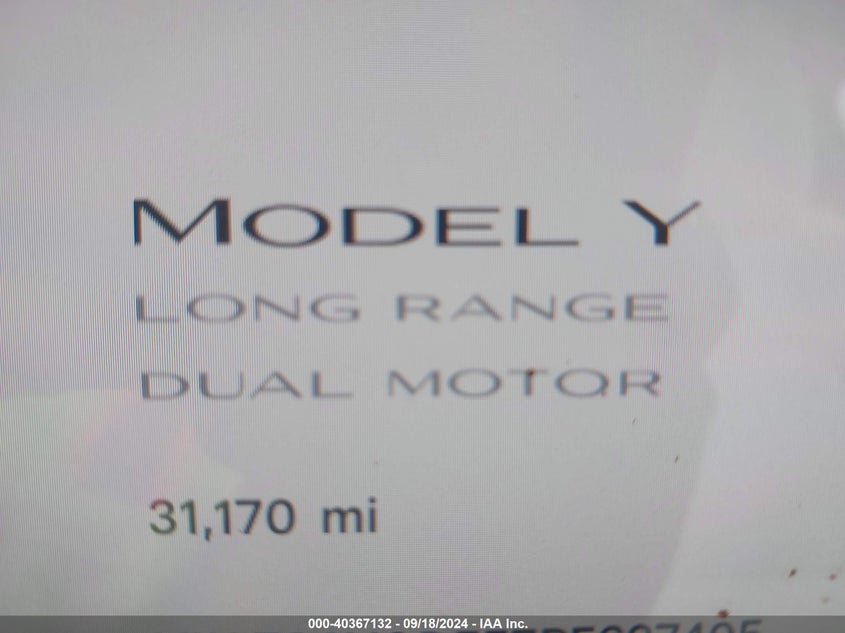 MODEL Y
LONG RANGE
DUAL MOTOR
31,170 mi
000-40367132 - 09/18/2024 - IAA Inc.